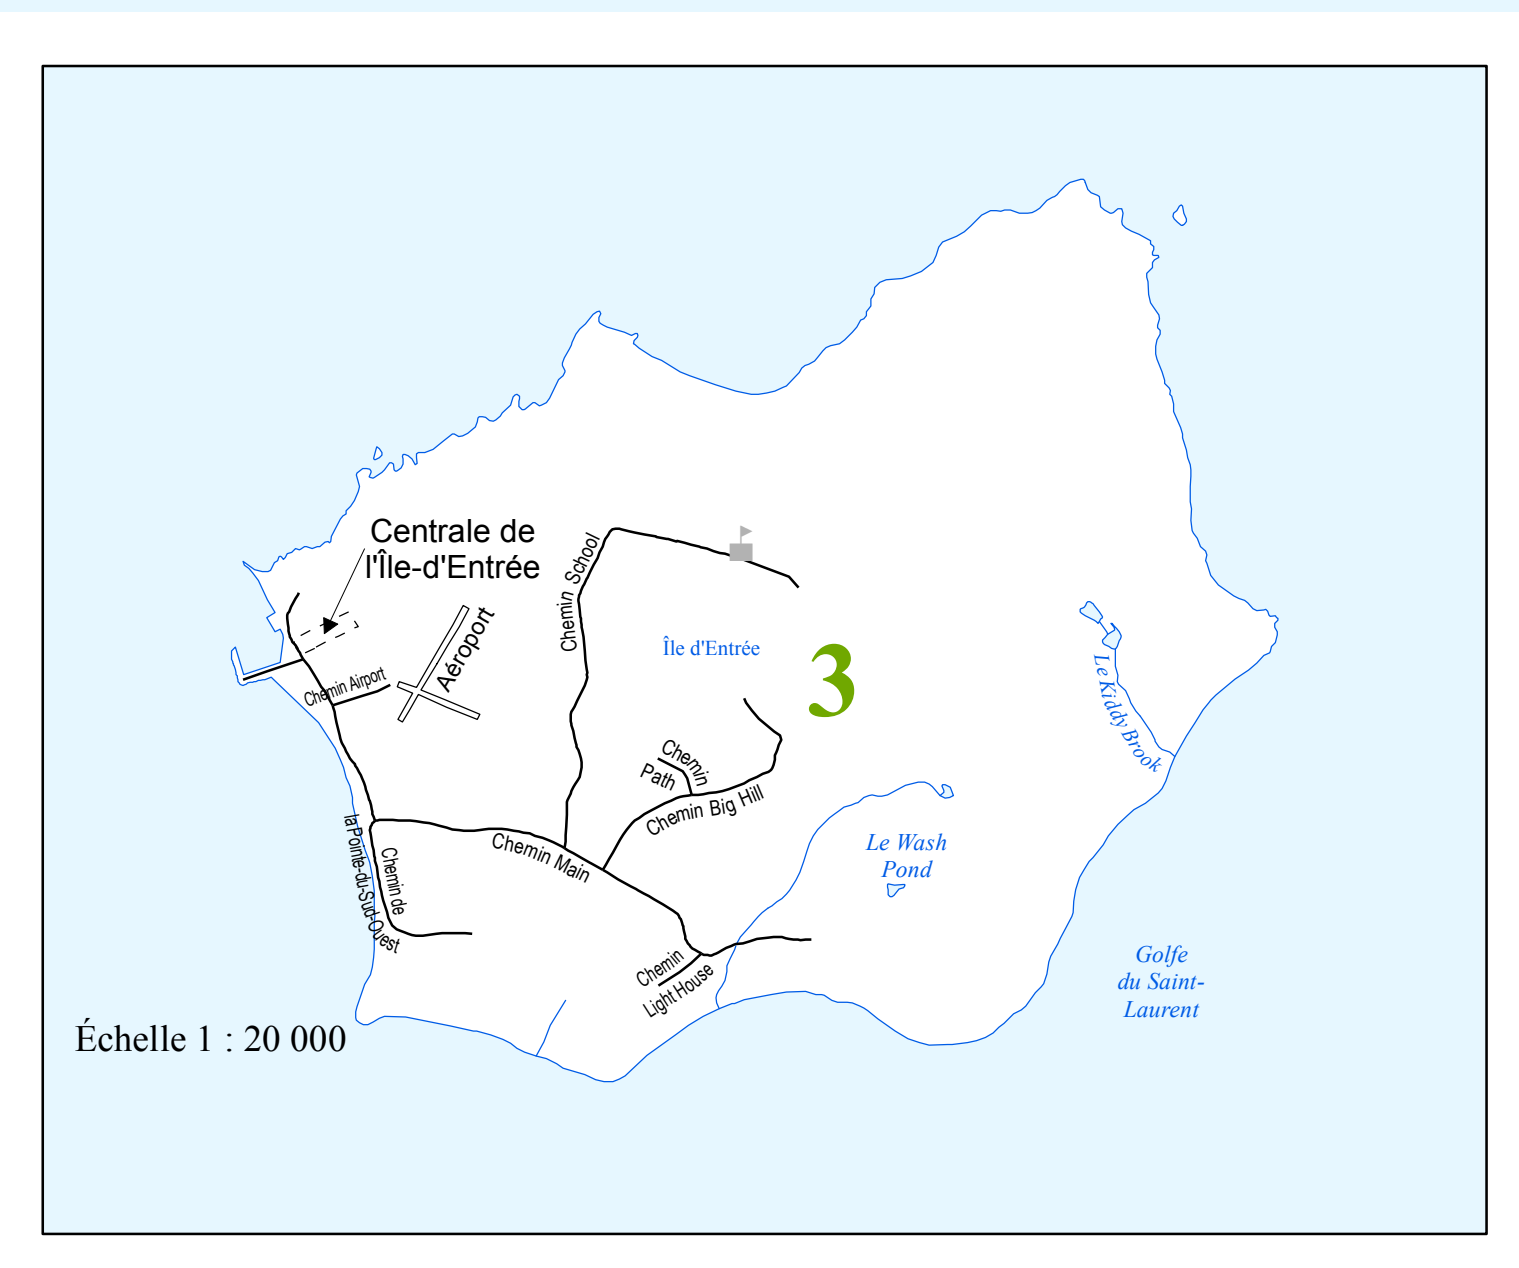 Centrale de
l'Île-d'Entrée
Chemin School
Aéroport
Île d'Entrée
3
Chemin Airport
Le Kiddy Brook
Chemin
Path
Chemin Big Hill
Chemin Main
Le Wash
Pond
Chemin de
la Pointe-du-Sud-Ouest
Chemin
Light House
Golfe
du Saint-
Laurent
Échelle 1 : 20 000